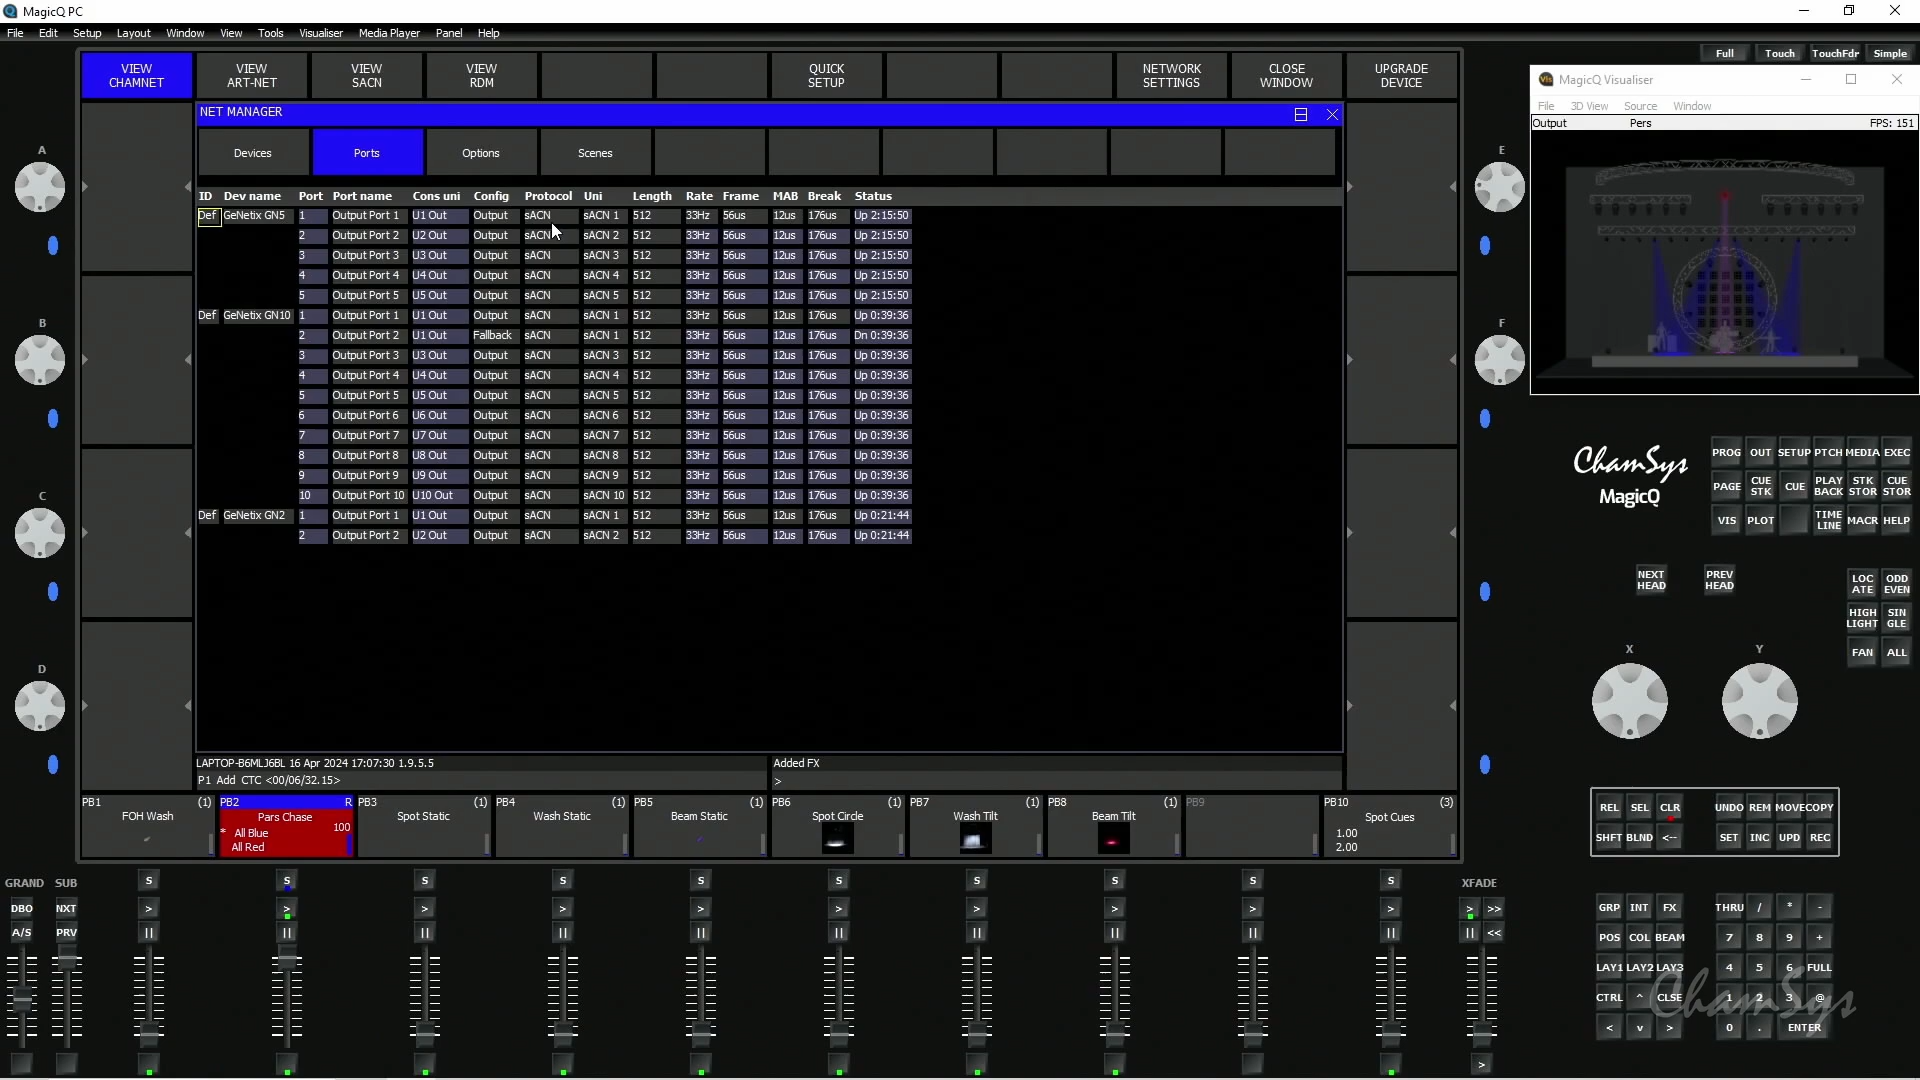 MagicQ PC
File Edit Setup Layout Window View Tools Visualiser Media Player Panel Help
Full Touch TouchFdr Simple
VIEW CHAMNET
VIEW ART-NET
VIEW SACN
VIEW RDM
QUICK SETUP
NETWORK SETTINGS
CLOSE WINDOW
UPGRADE DEVICE
NET MANAGER
Devices Ports Options Scenes
ID Dev name Port Port name Cons uni Config Protocol Uni Length Rate Frame MAB Break Status
Def GeNetix GN5 1 Output Port 1 U1 Out Output sACN sACN 1 512 33Hz 56us 12us 176us Up 2:15:50
2 Output Port 2 U2 Out Output sACN sACN 2 512 33Hz 56us 12us 176us Up 2:15:50
3 Output Port 3 U3 Out Output sACN sACN 3 512 33Hz 56us 12us 176us Up 2:15:50
4 Output Port 4 U4 Out Output sACN sACN 4 512 33Hz 56us 12us 176us Up 2:15:50
5 Output Port 5 U5 Out Output sACN sACN 5 512 33Hz 56us 12us 176us Up 2:15:50
Def GeNetix GN10 1 Output Port 1 U1 Out Output sACN sACN 1 512 33Hz 56us 12us 176us Up 0:39:36
2 Output Port 2 U1 Out Fallback sACN sACN 1 512 33Hz 56us 12us 176us Dn 0:39:36
3 Output Port 3 U3 Out Output sACN sACN 3 512 33Hz 56us 12us 176us Up 0:39:36
4 Output Port 4 U4 Out Output sACN sACN 4 512 33Hz 56us 12us 176us Up 0:39:36
5 Output Port 5 U5 Out Output sACN sACN 5 512 33Hz 56us 12us 176us Up 0:39:36
6 Output Port 6 U6 Out Output sACN sACN 6 512 33Hz 56us 12us 176us Up 0:39:36
7 Output Port 7 U7 Out Output sACN sACN 7 512 33Hz 56us 12us 176us Up 0:39:36
8 Output Port 8 U8 Out Output sACN sACN 8 512 33Hz 56us 12us 176us Up 0:39:36
9 Output Port 9 U9 Out Output sACN sACN 9 512 33Hz 56us 12us 176us Up 0:39:36
10 Output Port 10 U10 Out Output sACN sACN 10 512 33Hz 56us 12us 176us Up 0:39:36
Def GeNetix GN2 1 Output Port 1 U1 Out Output sACN sACN 1 512 33Hz 56us 12us 176us Up 0:21:44
2 Output Port 2 U2 Out Output sACN sACN 2 512 33Hz 56us 12us 176us Up 0:21:44
LAPTOP-B6MLJ6BL 16 Apr 2024 17:07:30 1.9.5.5
Added FX
P1 Add CTC <00/06/32.15>
>
A
B
C
D
E
F
Vis MagicQ Visualiser
File 3D View Source Window
Output Pers FPS: 151
ChamSys
MagicQ
PROG OUT SETUP PTCH MEDIA EXEC
PAGE CUE STK CUE PLAY BACK STK STOR CUE STOR
VIS PLOT TIME LINE MACR HELP
NEXT HEAD PREV HEAD
LOC ATE ODD EVEN
HIGH LIGHT SIN GLE
FAN ALL
X Y
REL SEL CLR UNDO REM MOVE COPY
SHFT BLND <-- SET INC UPD REC
PB1 (1) FOH Wash
PB2 R Pars Chase 100
* All Blue
All Red
PB3 (1) Spot Static
PB4 (1) Wash Static
PB5 (1) Beam Static
PB6 (1) Spot Circle
PB7 (1) Wash Tilt
PB8 (1) Beam Tilt
PB9
PB10 (3) Spot Cues
1.00
2.00
GRAND SUB S S S S S S S S S S XFADE
DBO NXT > > > > > > > > > > > >>
A/S PRV || || || || || || || || || || || <<
>
GRP INT FX THRU / * -
POS COL BEAM 7 8 9 +
LAY1 LAY2 LAY3 4 5 6 FULL
CTRL ^ CLSE 1 2 3 @
< v > 0 . ENTER
ChamSys